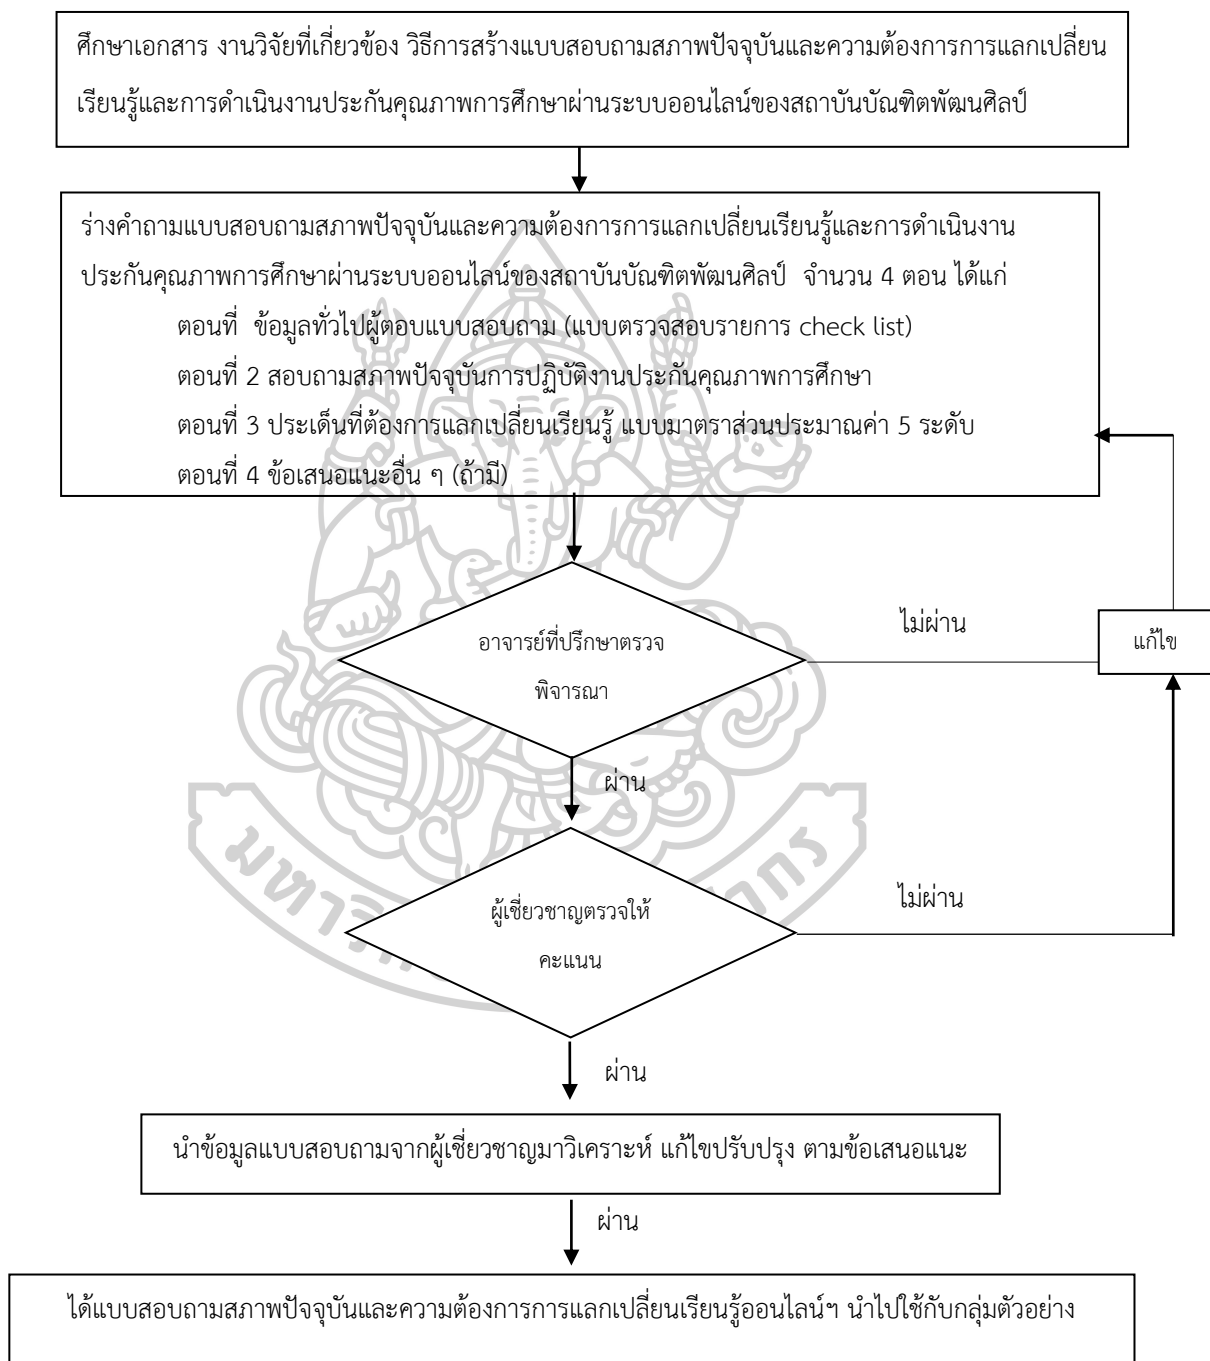 ศึกษาเอกสาร งานวิจัยที่เกี่ยวข้อง วิธีการสร้างแบบสอบถามสภาพปัจจุบันและความต้องการการแลกเปลี่ยน
เรียนรู้และการดำเนินงานประกันคุณภาพการศึกษาผ่านระบบออนไลน์ของสถาบันบัณฑิตพัฒนศิลป์
ร่างคำถามแบบสอบถามสภาพปัจจุบันและความต้องการการแลกเปลี่ยนเรียนรู้และการดำเนินงาน
ประกันคุณภาพการศึกษาผ่านระบบออนไลน์ของสถาบันบัณฑิตพัฒนศิลป์ จำนวน 4 ตอน ได้แก่
ตอนที่ ข้อมูลทั่วไปผู้ตอบแบบสอบถาม (แบบตรวจสอบรายการ check list)
ตอนที่ 2 สอบถามสภาพปัจจุบันการปฏิบัติงานประกันคุณภาพการศึกษา
ตอนที่ 3 ประเด็นที่ต้องการแลกเปลี่ยนเรียนรู้ แบบมาตราส่วนประมาณค่า 5 ระดับ
ตอนที่ 4 ข้อเสนอแนะอื่น ๆ (ถ้ามี)
อาจารย์ที่ปรึกษาตรวจ
พิจารณา
ไม่ผ่าน
แก้ไข
ผ่าน
ผู้เชี่ยวชาญตรวจให้
คะแนน
ไม่ผ่าน
ผ่าน
นำข้อมูลแบบสอบถามจากผู้เชี่ยวชาญมาวิเคราะห์ แก้ไขปรับปรุง ตามข้อเสนอแนะ
ผ่าน
ได้แบบสอบถามสภาพปัจจุบันและความต้องการการแลกเปลี่ยนเรียนรู้ออนไลน์ฯ นำไปใช้กับกลุ่มตัวอย่าง